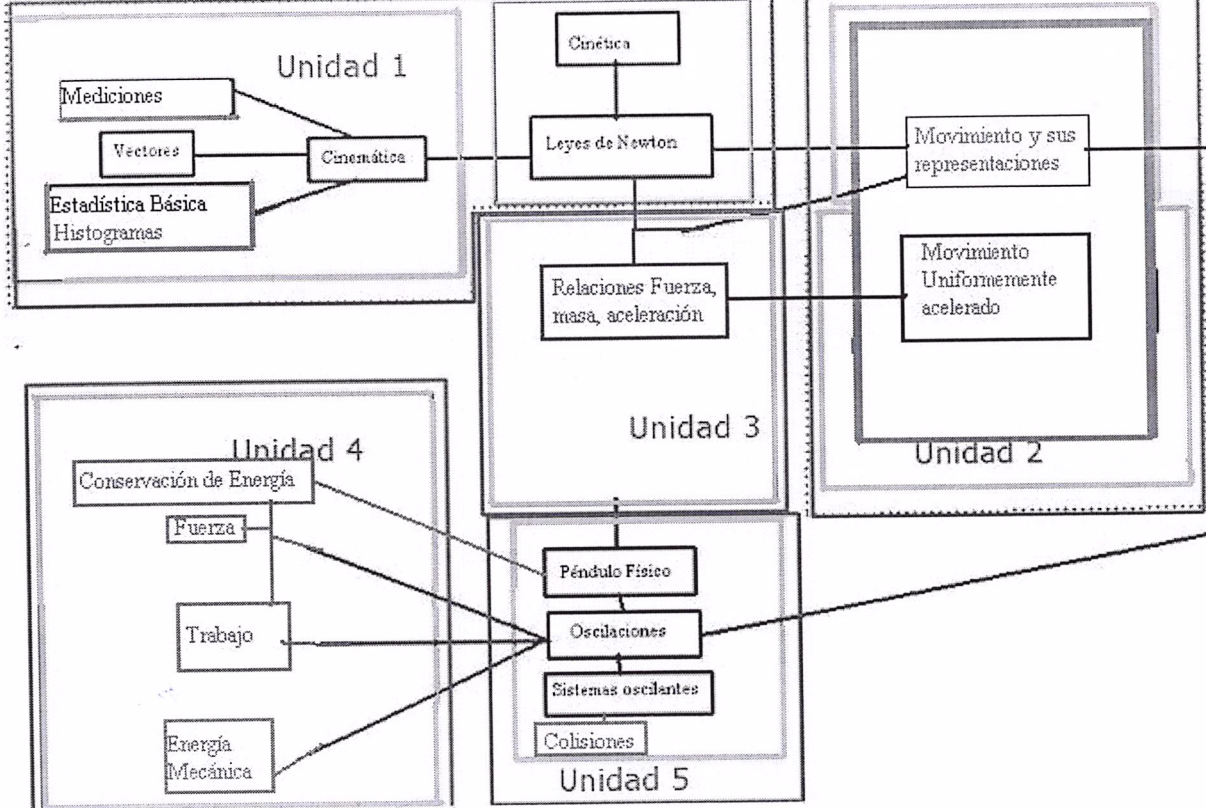 Unidad 1
Mediciones
Vectores
Cinemática
Estadística Básica
Histogramas
Cinética
Leyes de Newton
Movimiento y sus
representaciones
Movimiento
Uniformemente
acelerado
Unidad 2
Relaciones Fuerza,
masa, aceleración
Unidad 3
Unidad 4
Conservación de Energía
Fuerza
Trabajo
Energía
Mecánica
Péndulo Físico
Oscilaciones
Sistemas oscilantes
Colisiones
Unidad 5